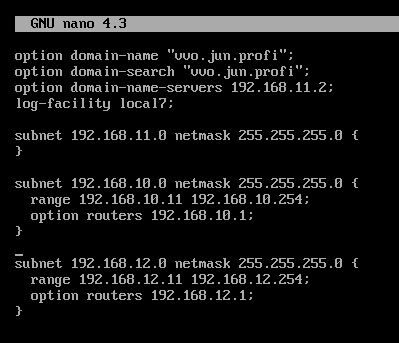 GNU nano 4.3
option domain-name "vvo.jun.profi";
option domain-search "vvo.jun.profi";
option domain-name-servers 192.168.11.2;
log-facility local7;
subnet 192.168.11.0 netmask 255.255.255.0 {
}
subnet 192.168.10.0 netmask 255.255.255.0 {
range 192.168.10.11 192.168.10.254;
option routers 192.168.10.1;
}
subnet 192.168.12.0 netmask 255.255.255.0 {
range 192.168.12.11 192.168.12.254;
option routers 192.168.12.1;
}